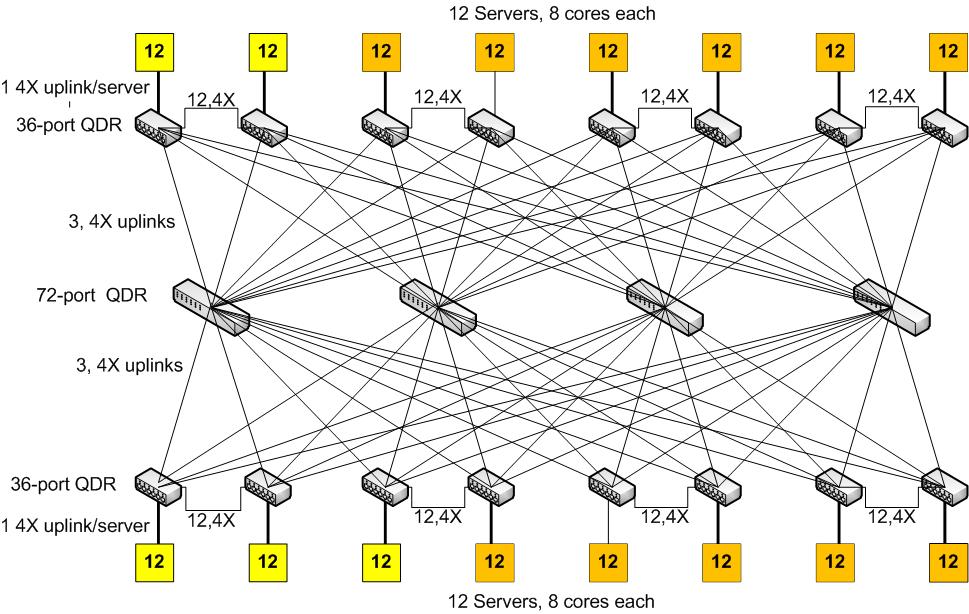 12 Servers, 8 cores each
12 12 12 12 12 12 12 12
1 4X uplink/server
12,4X 12,4X 12,4X 12,4X
36-port QDR
3, 4X uplinks
72-port QDR
3, 4X uplinks
36-port QDR
12,4X 12,4X 12,4X 12,4X
1 4X uplink/server
12 12 12 12 12 12 12 12
12 Servers, 8 cores each